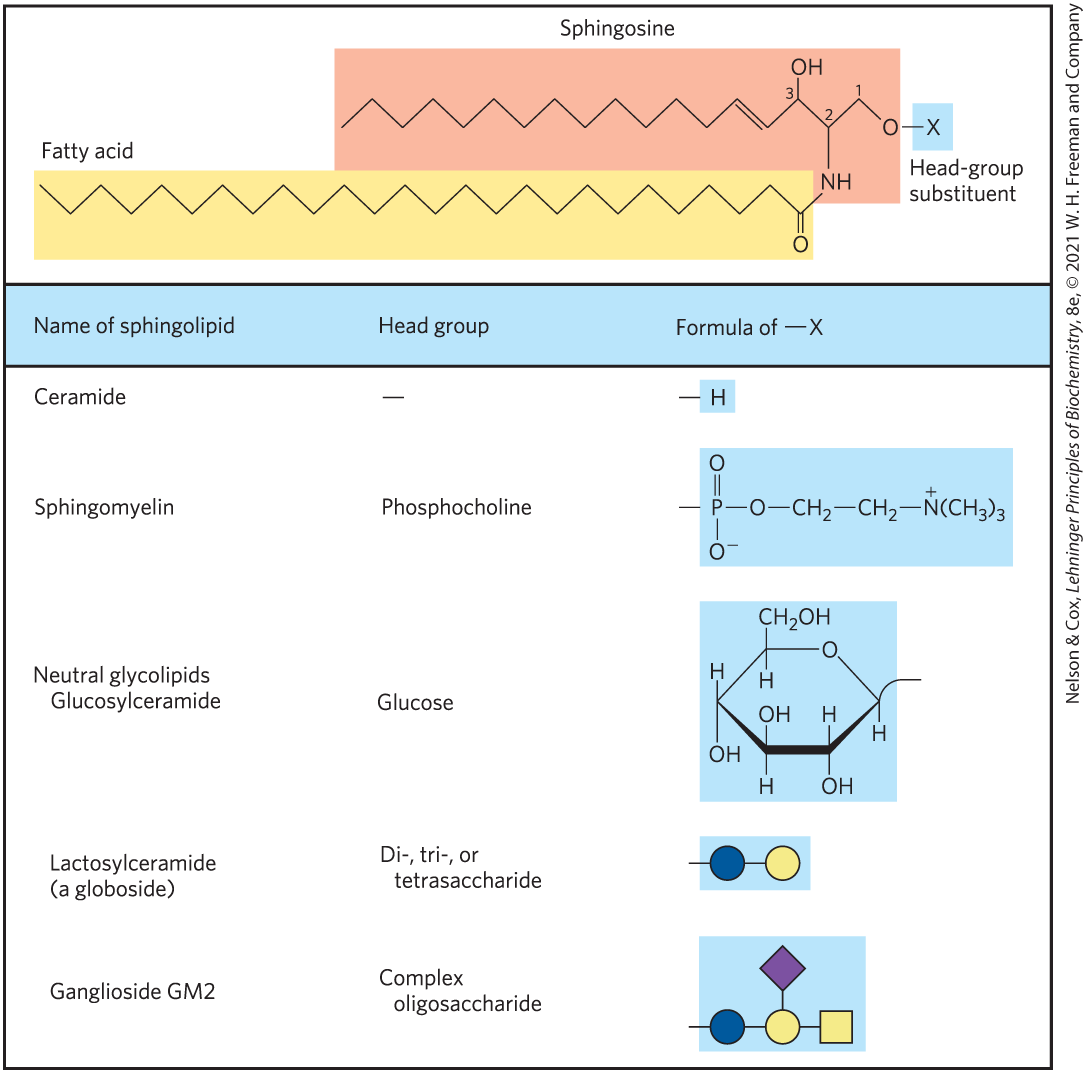 Sphingosine
OH
3
1
2
O—X
Fatty acid
Head-group
substituent
NH
O
Name of sphingolipid
Head group
Formula of —X
Ceramide
—
—H
Sphingomyelin
Phosphocholine
O
—P—O—CH₂—CH₂—N(CH₃)₃
+
O⁻
Neutral glycolipids
Glucosylceramide
Glucose
CH₂OH
O
H
H
OH
H
H
OH
H
OH
Lactosylceramide
(a globoside)
Di-, tri-, or
tetrasaccharide
Ganglioside GM2
Complex
oligosaccharide
Nelson & Cox, Lehninger Principles of Biochemistry, 8e, © 2021 W. H. Freeman and Company